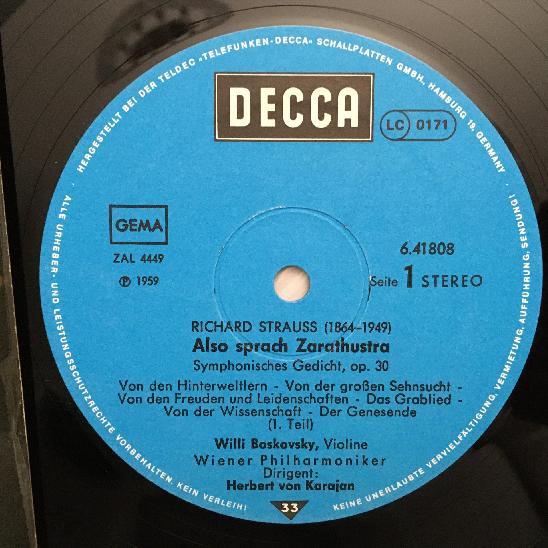 HERGESTELLT BEI DER TELDEC »TELEFUNKEN-DECCA« SCHALLPLATTEN GMBH, HAMBURG 19, GERMANY
DECCA
LC 0171
GEMA
ZAL 4449
℗ 1959
6.41808
Seite 1 STEREO
RICHARD STRAUSS (1864-1949)
Also sprach Zarathustra
Symphonisches Gedicht, op. 30
Von den Hinterweltlern - Von der großen Sehnsucht -
Von den Freuden und Leidenschaften - Das Grablied -
Von der Wissenschaft - Der Genesende
(1. Teil)
Willi Boskovsky, Violine
Wiener Philharmoniker
Dirigent:
Herbert von Karajan
33
ALLE URHEBER- UND LEISTUNGSSCHUTZRECHTE VORBEHALTEN. KEIN VERLEIH!
KEINE UNERLAUBTE VERVIELFÄLTIGUNG, VERMIETUNG, AUFFÜHRUNG, SENDUNG!